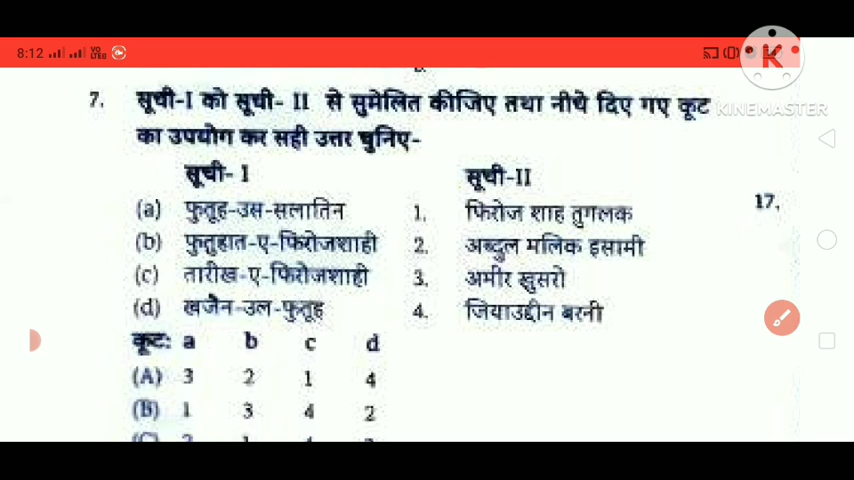 8:12
K
KINEMASTER
7. सूची-I को सूची- II से सुमेलित कीजिए तथा नीचे दिए गए कूट
का उपयोग कर सही उत्तर चुनिए-
सूची- I सूची-II
17.
(a) फुतूह-उस-सलातिन 1. फिरोज शाह तुगलक
(b) फुतुहात-ए-फिरोजशाही 2. अब्दुल मलिक इसामी
(c) तारीख-ए-फिरोजशाही 3. अमीर खुसरो
(d) खजैन-उल-फुतूह 4. जियाउद्दीन बरनी
कूट: a b c d
(A) 3 2 1 4
(B) 1 3 4 2